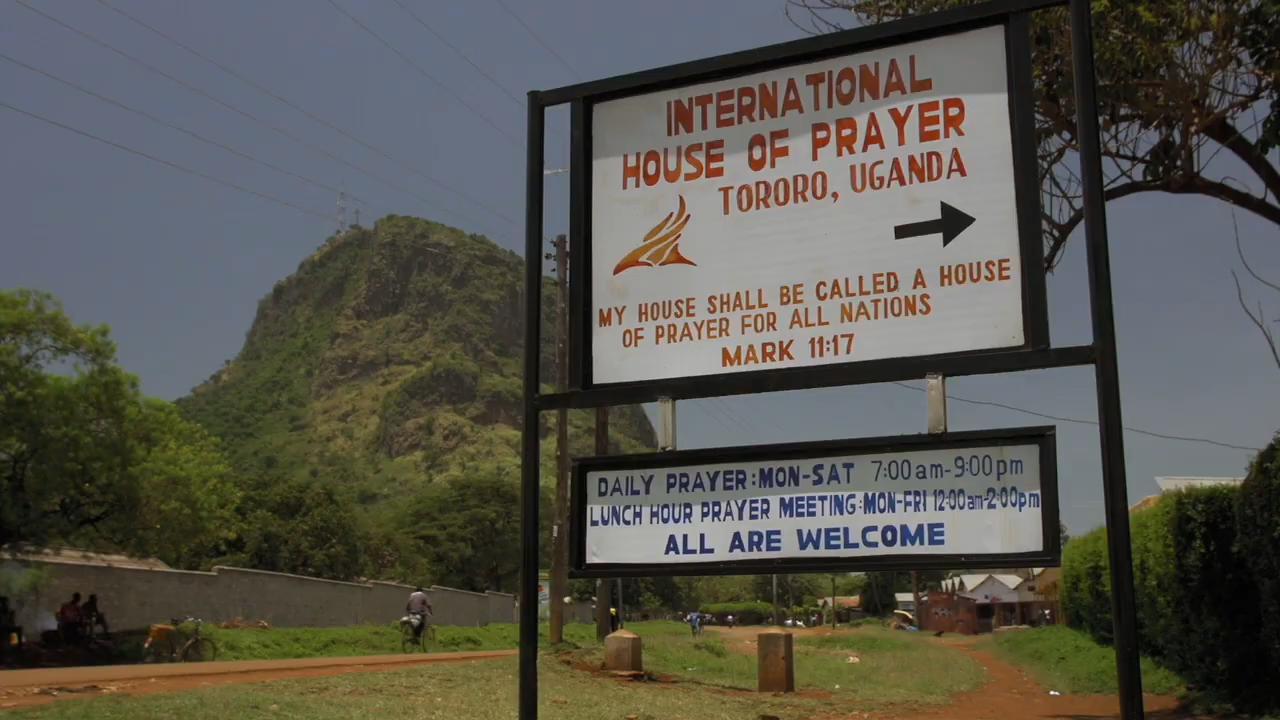 INTERNATIONAL
HOUSE OF PRAYER
TORORO, UGANDA
MY HOUSE SHALL BE CALLED A HOUSE
OF PRAYER FOR ALL NATIONS
MARK 11:17
DAILY PRAYER:MON-SAT 7:00am-9:00pm
LUNCH HOUR PRAYER MEETING:MON-FRI 12:00am-2:00pm
ALL ARE WELCOME